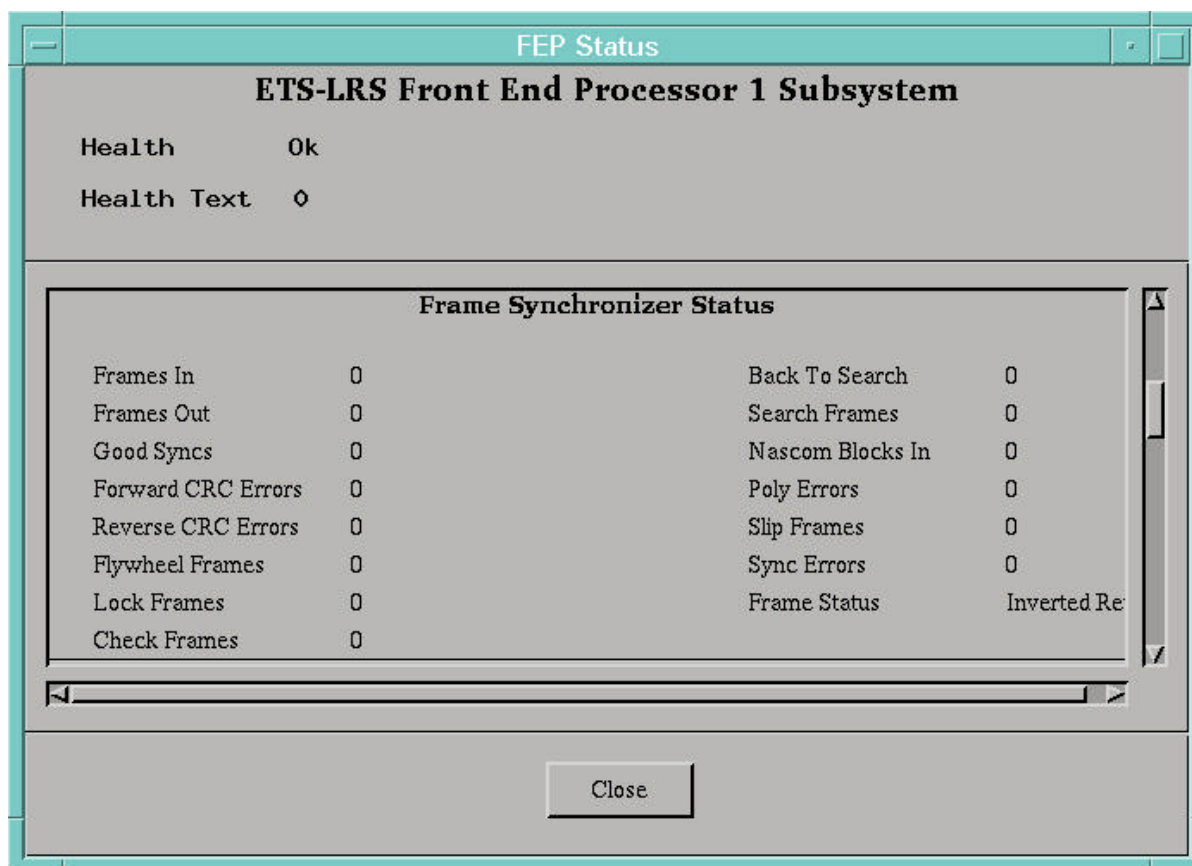 FEP Status
ETS-LRS Front End Processor 1 Subsystem
Health Ok
Health Text 0
Frame Synchronizer Status
Frames In 0 Back To Search 0
Frames Out 0 Search Frames 0
Good Syncs 0 Nascom Blocks In 0
Forward CRC Errors 0 Poly Errors 0
Reverse CRC Errors 0 Slip Frames 0
Flywheel Frames 0 Sync Errors 0
Lock Frames 0 Frame Status Inverted
Check Frames 0
Close